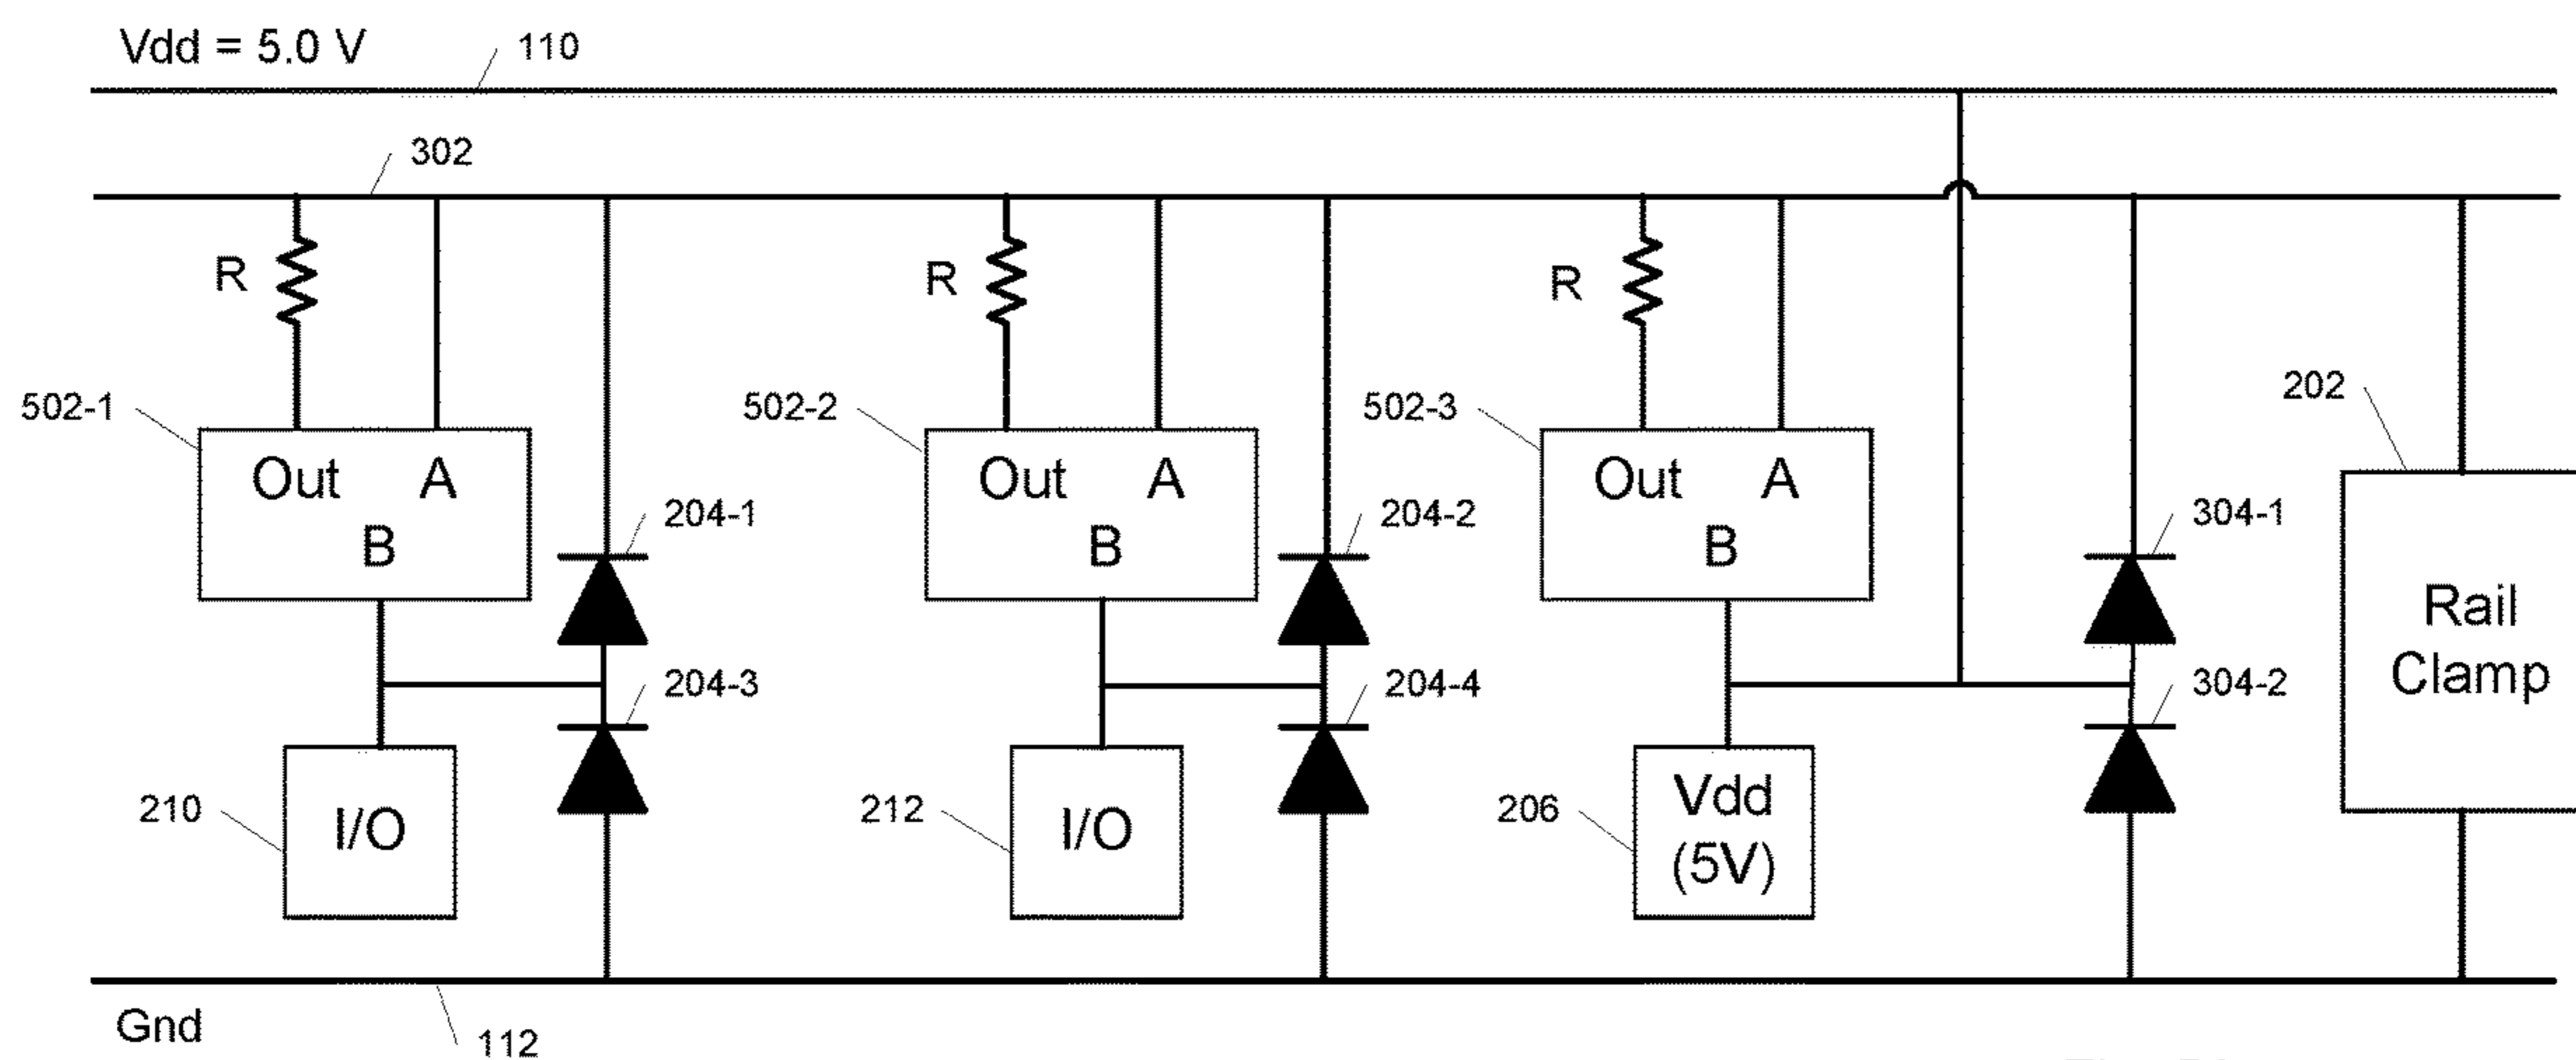 Vdd = 5.0 V
110
302
R
R
R
502-1
502-2
502-3
202
Out A
B
Out A
B
Out A
B
204-1
204-2
304-1
204-3
204-4
304-2
Rail
Clamp
210
I/O
212
I/O
206
Vdd
(5V)
Gnd
112